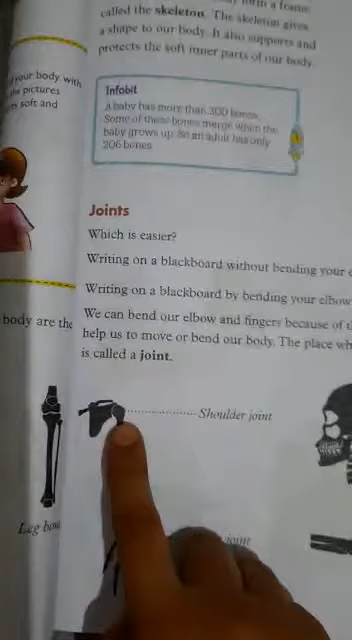 a frame
called the skeleton. The skeleton gives
a shape to our body. It also supports and
protects the soft inner parts of our body.
your body with
pictures
soft and
Infobit
A baby has more than 300 bones.
Some of these bones merge when the
baby grows up. So an adult has only
206 bones.
Joints
Which is easier?
Writing on a blackboard without bending your
Writing on a blackboard by bending your elbow
body are the
We can bend our elbow and fingers because of
help us to move or bend our body. The place
is called a joint.
Shoulder joint
Leg
joint